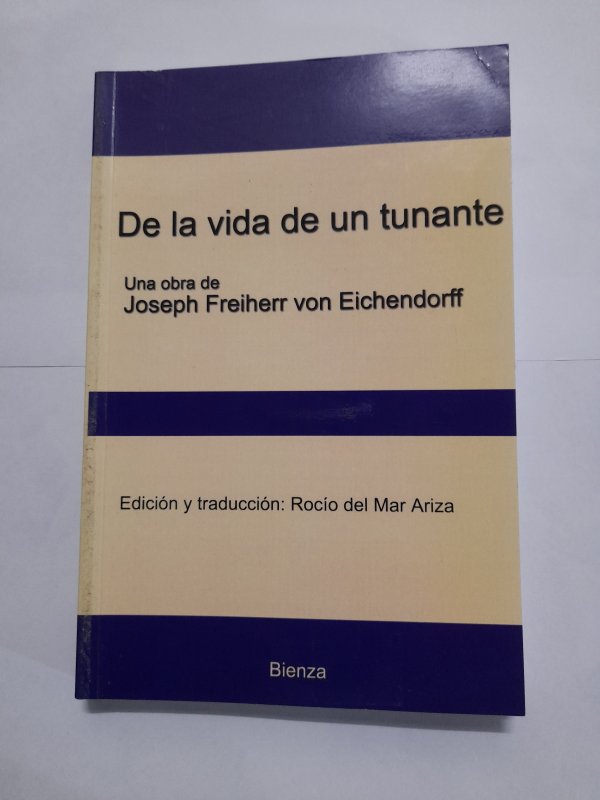 De la vida de un tunante
Una obra de
Joseph Freiherr von Eichendorff
Edición y traducción: Rocío del Mar Ariza
Bienza